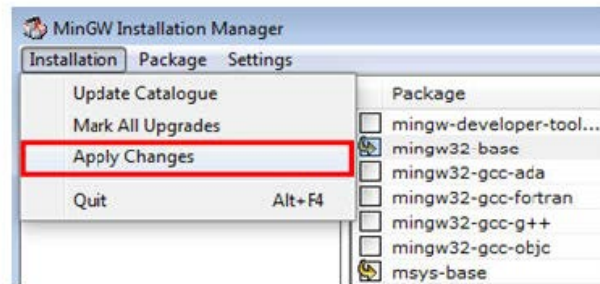 MinGW Installation Manager
Installation Package Settings
Update Catalogue
Mark All Upgrades
Apply Changes
Quit Alt+F4
Package
mingw-developer-tool...
mingw32-base
mingw32-gcc-ada
mingw32-gcc-fortran
mingw32-gcc-g++
mingw32-gcc-objc
msys-base